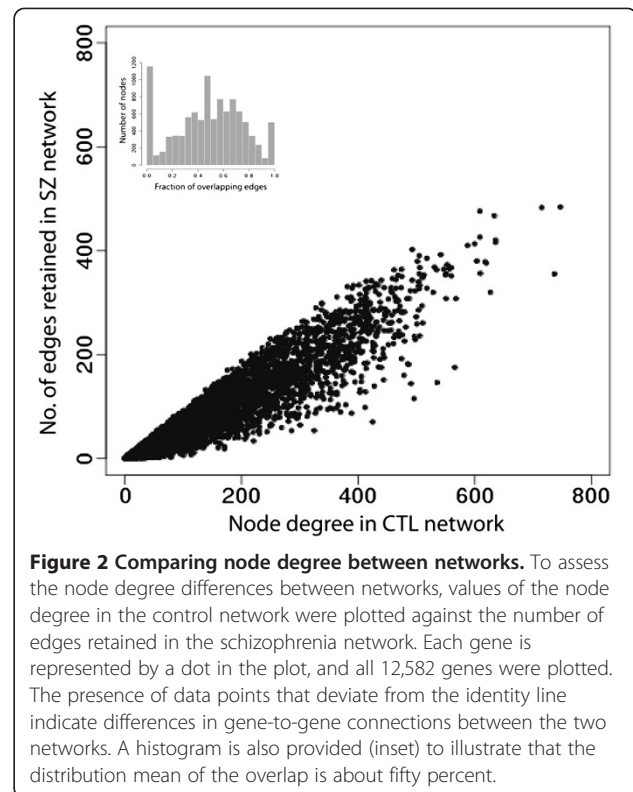 800
600
400
200
0
No. of edges retained in SZ network
1200
1000
800
600
400
200
0
Number of nodes
0.0 0.2 0.4 0.6 0.8 1.0
Fraction of overlapping edges
0 200 400 600 800
Node degree in CTL network
Figure 2 Comparing node degree between networks. To assess
the node degree differences between networks, values of the node
degree in the control network were plotted against the number of
edges retained in the schizophrenia network. Each gene is
represented by a dot in the plot, and all 12,582 genes were plotted.
The presence of data points that deviate from the identity line
indicate differences in gene-to-gene connections between the two
networks. A histogram is also provided (inset) to illustrate that the
distribution mean of the overlap is about fifty percent.